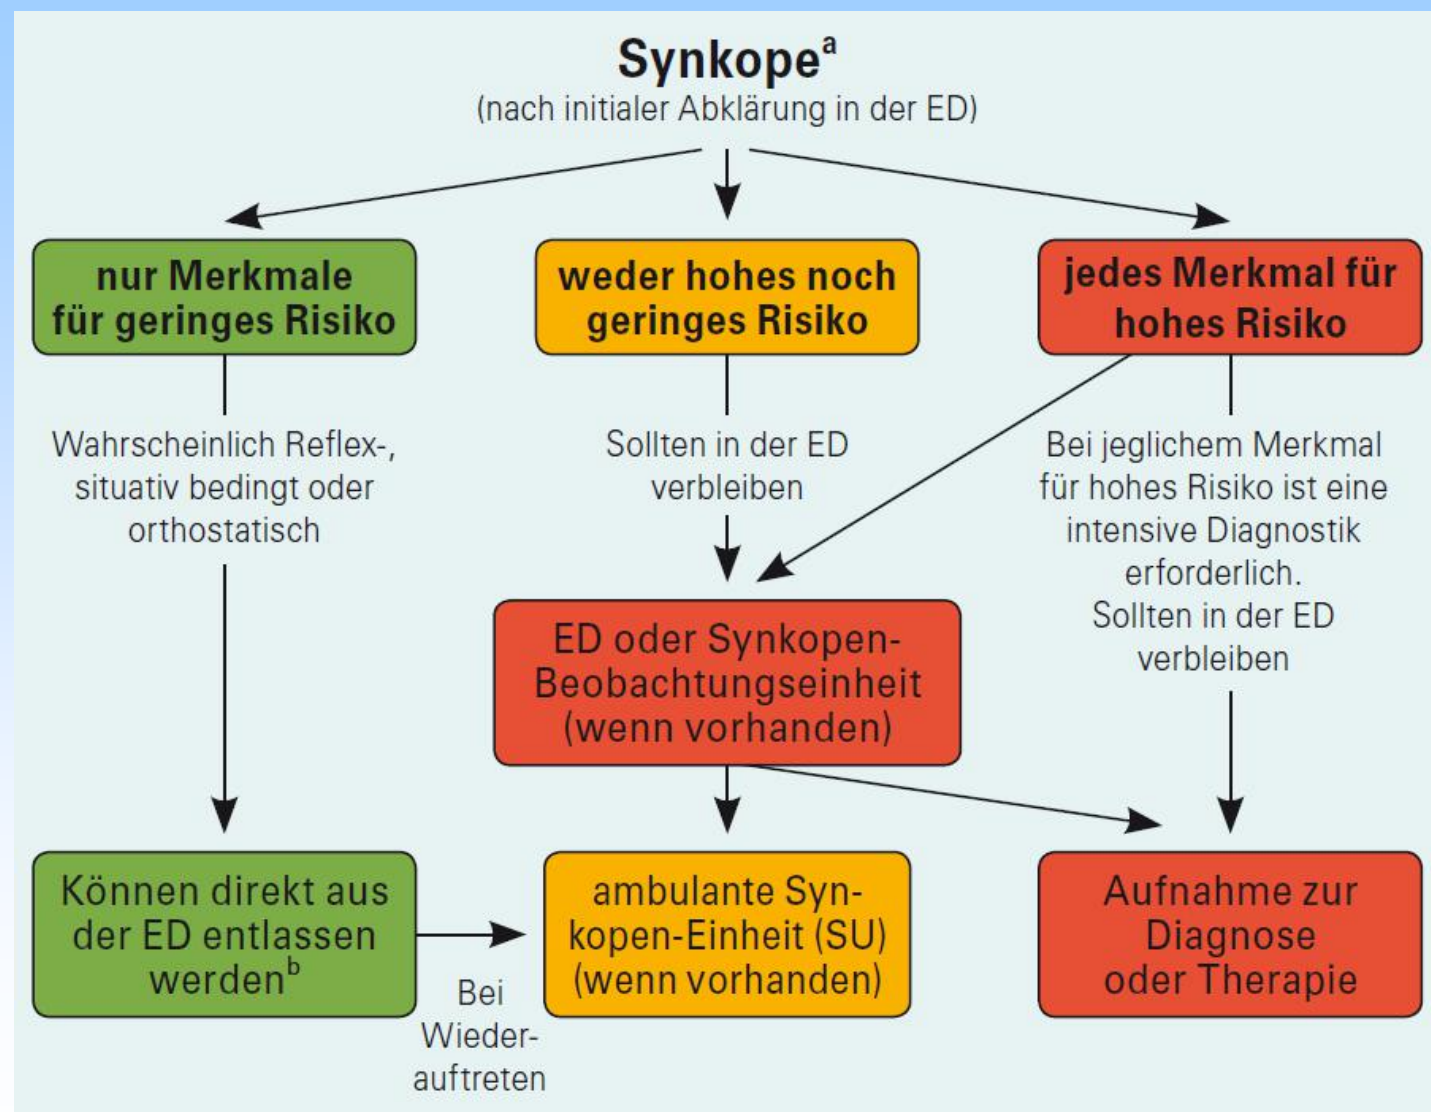 Synkopeᵃ
(nach initialer Abklärung in der ED)
nur Merkmale
für geringes Risiko
weder hohes noch
geringes Risiko
jedes Merkmal für
hohes Risiko
Wahrscheinlich Reflex-,
situativ bedingt oder
orthostatisch
Sollten in der ED
verbleiben
Bei jeglichem Merkmal
für hohes Risiko ist eine
intensive Diagnostik
erforderlich.
Sollten in der ED
verbleiben
ED oder Synkopen-
Beobachtungseinheit
(wenn vorhanden)
Können direkt aus
der ED entlassen
werdenᵇ
Bei
Wieder-
auftreten
ambulante Syn-
kopen-Einheit (SU)
(wenn vorhanden)
Aufnahme zur
Diagnose
oder Therapie